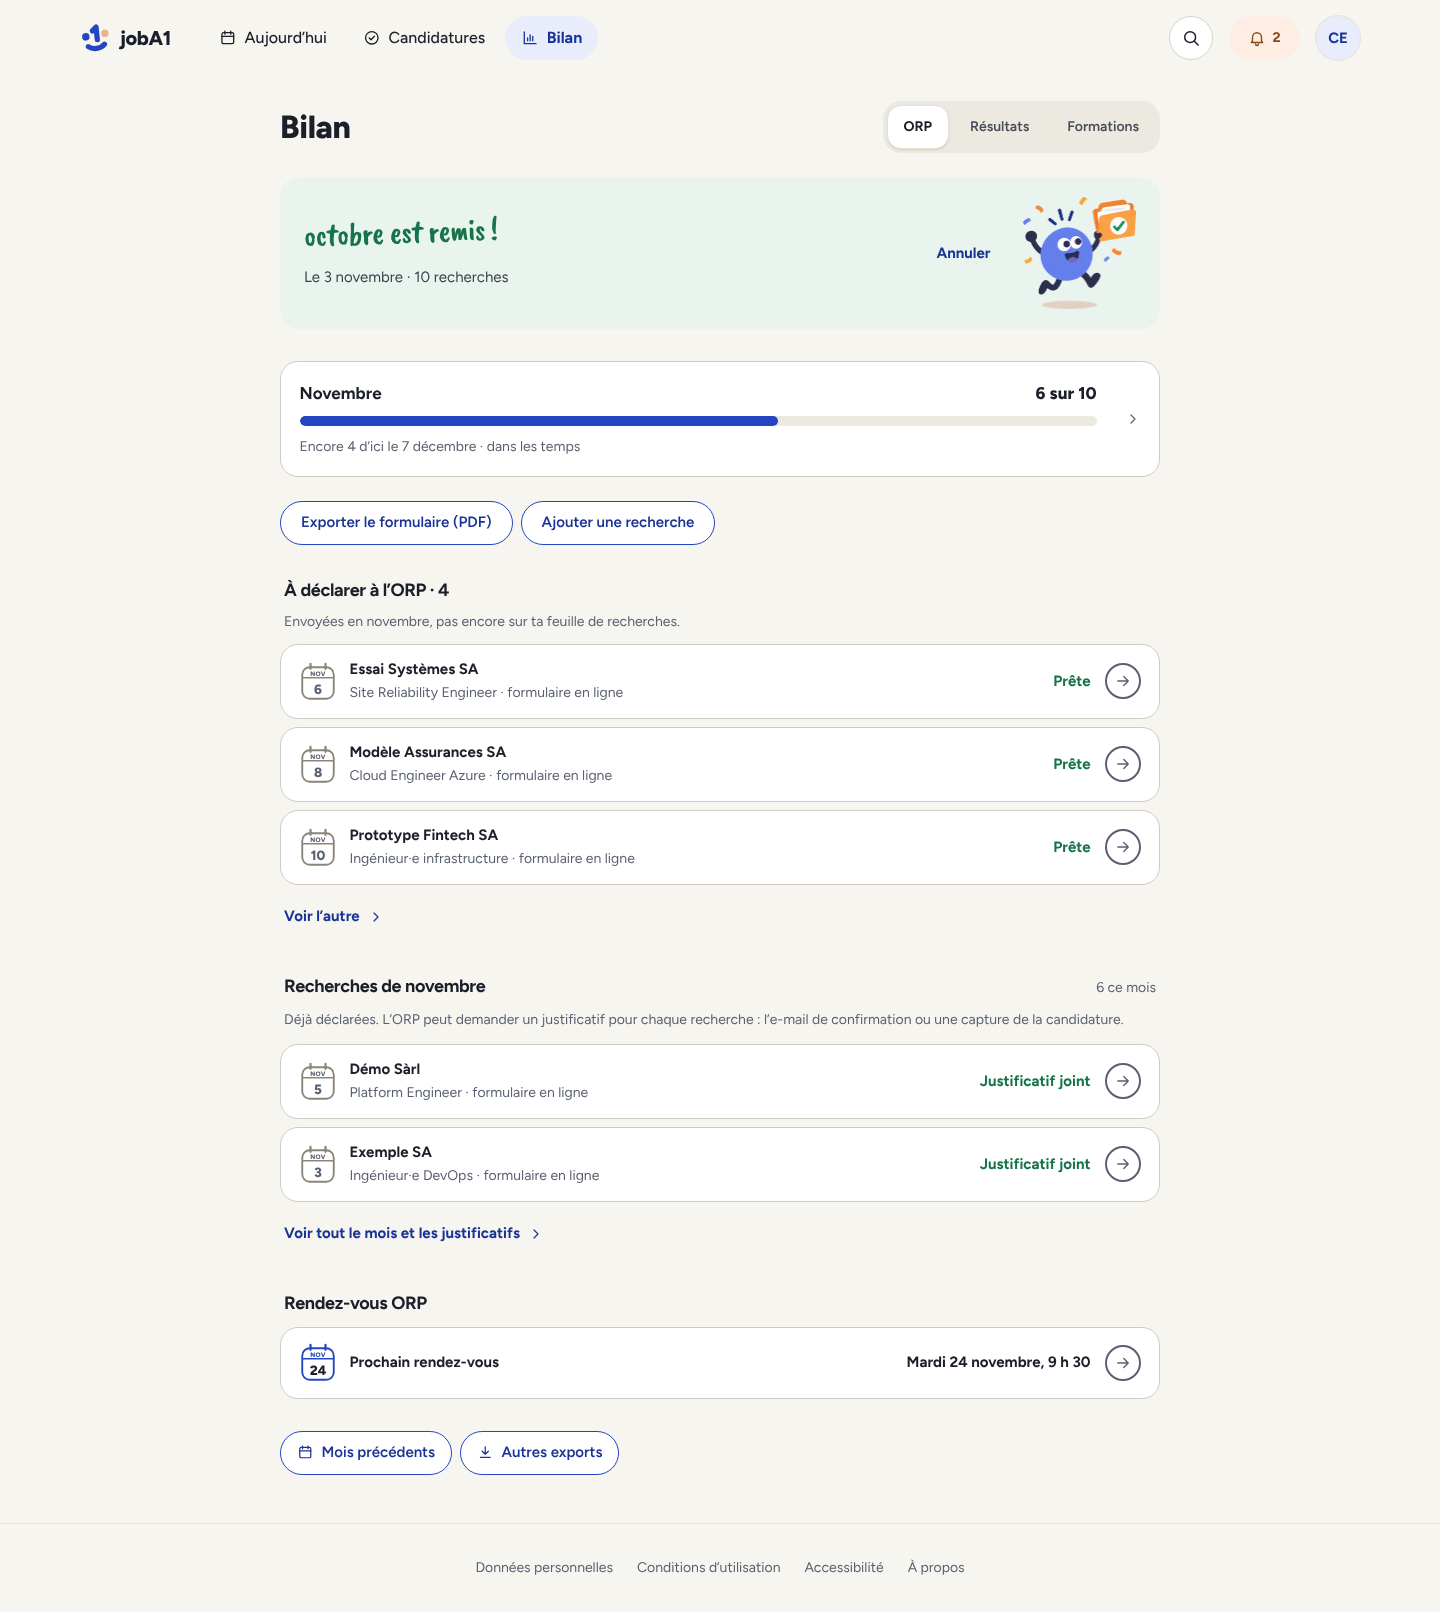 jobA1
Aujourd’hui
Candidatures
Bilan
2
CE
Bilan
ORP
Résultats
Formations
octobre est remis !
Le 3 novembre · 10 recherches
Annuler
Novembre
6 sur 10
Encore 4 d’ici le 7 décembre · dans les temps
Exporter le formulaire (PDF)
Ajouter une recherche
À déclarer à l’ORP · 4
Envoyées en novembre, pas encore sur ta feuille de recherches.
NOV
6
Essai Systèmes SA
Site Reliability Engineer · formulaire en ligne
Prête
NOV
8
Modèle Assurances SA
Cloud Engineer Azure · formulaire en ligne
Prête
NOV
10
Prototype Fintech SA
Ingénieur·e infrastructure · formulaire en ligne
Prête
Voir l’autre
Recherches de novembre
6 ce mois
Déjà déclarées. L’ORP peut demander un justificatif pour chaque recherche : l’e-mail de confirmation ou une capture de la candidature.
NOV
5
Démo Sàrl
Platform Engineer · formulaire en ligne
Justificatif joint
NOV
3
Exemple SA
Ingénieur·e DevOps · formulaire en ligne
Justificatif joint
Voir tout le mois et les justificatifs
Rendez-vous ORP
NOV
24
Prochain rendez-vous
Mardi 24 novembre, 9 h 30
Mois précédents
Autres exports
Données personnelles
Conditions d’utilisation
Accessibilité
À propos